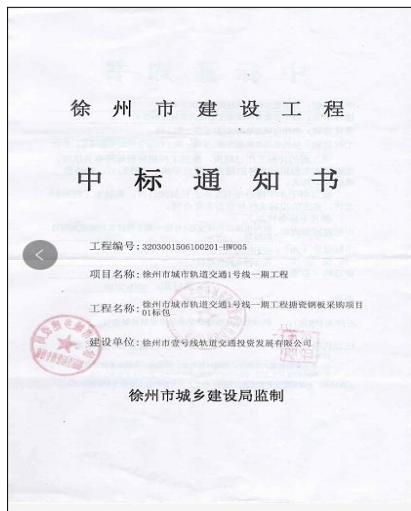 徐州市建设工程
中标通知书
工程编号：3203001506100201-HW005
项目名称：徐州市城市轨道交通1号线一期工程
工程名称：徐州市城市轨道交通1号线一期工程搪瓷钢板采购项目
01标包
建设单位：徐州市壹号线轨道交通投资发展有限公司
徐州市城乡建设局监制